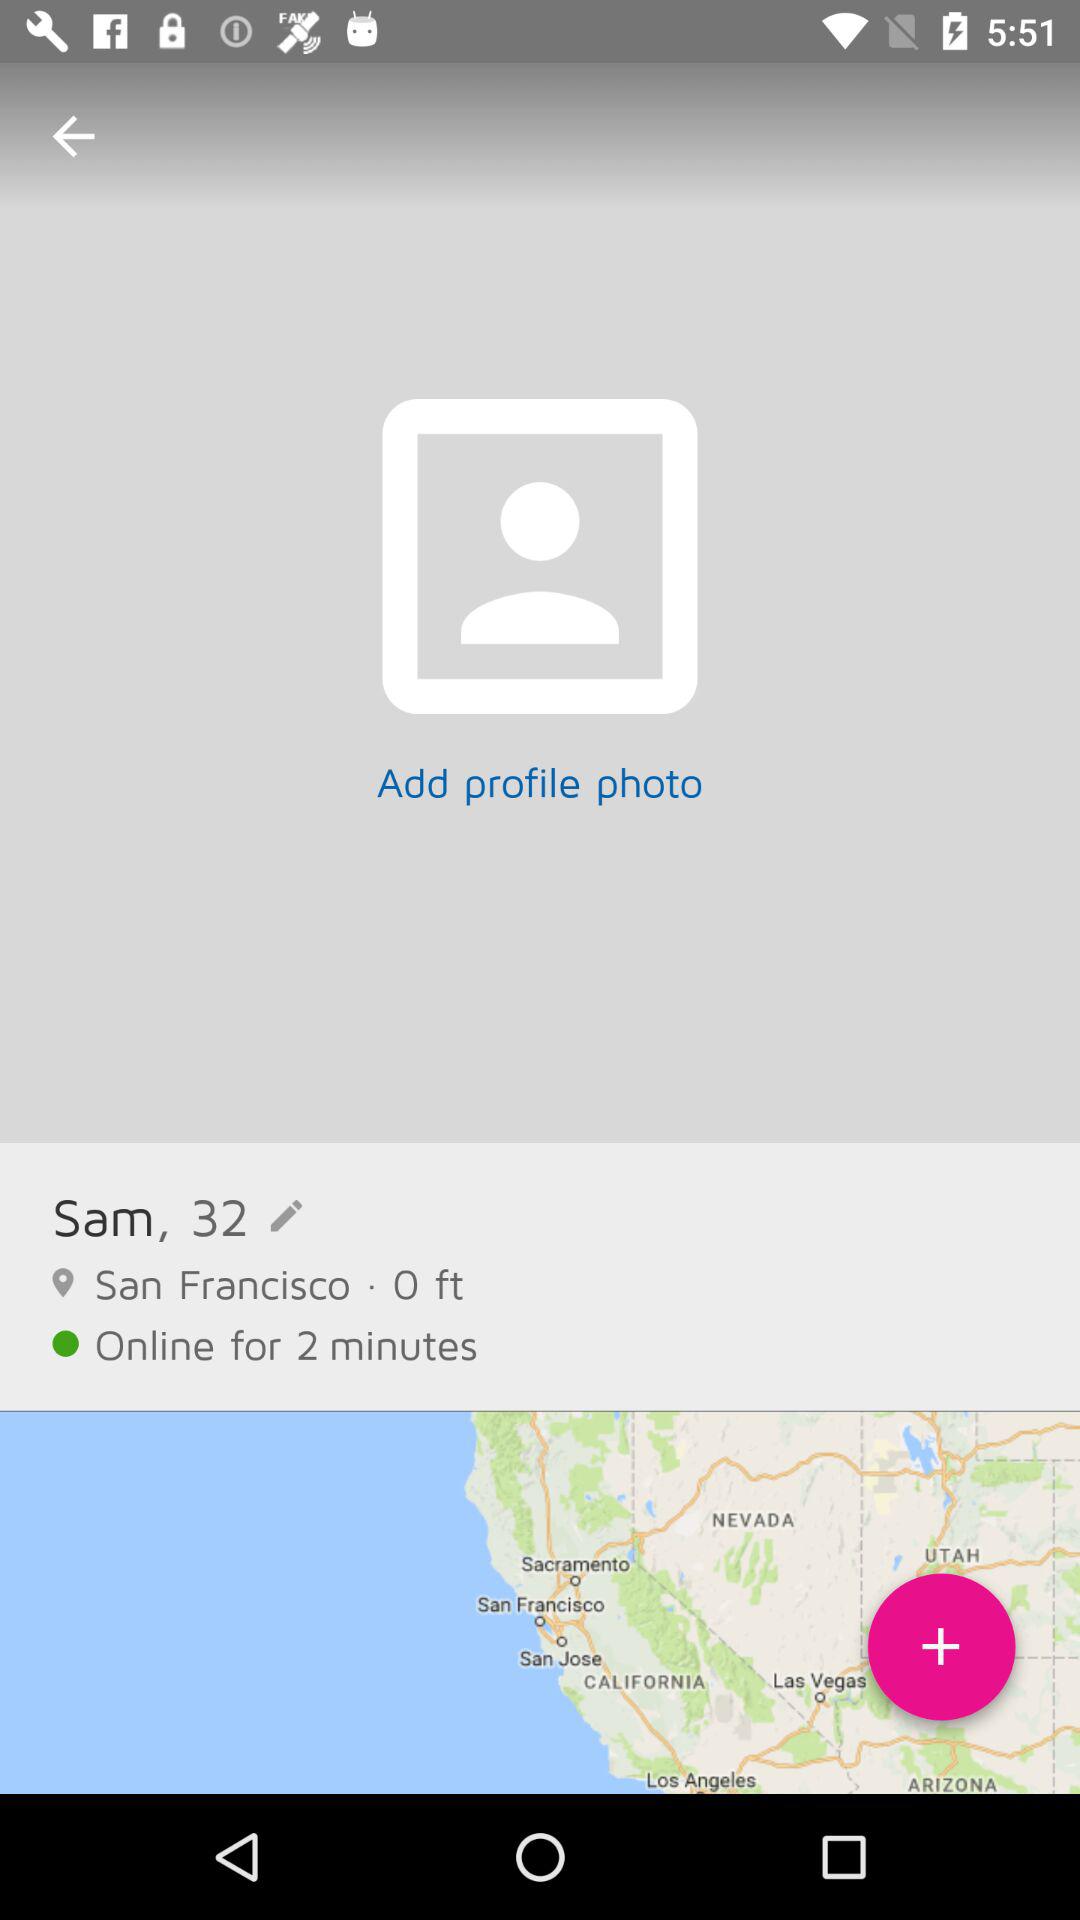 FAKE
5:51
Add profile photo
Sam, 32
San Francisco · 0 ft
Online for 2 minutes
NEVADA
UTAH
Sacramento
San Francisco
San Jose
CALIFORNIA
Las Vegas
Los Angeles
ARIZONA